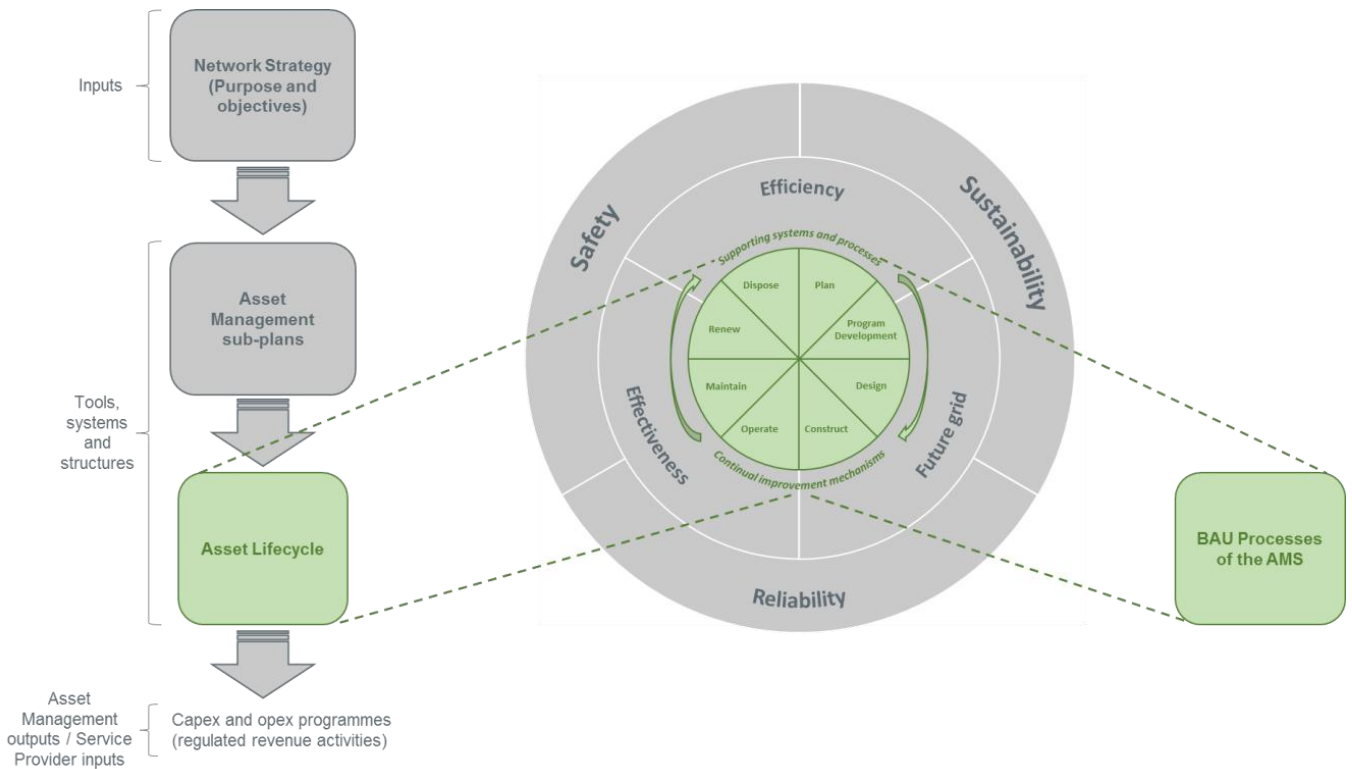 Inputs
Network Strategy
(Purpose and
objectives)
Tools,
systems
and
structures
Asset
Management
sub-plans
Asset Lifecycle
Asset
Management
outputs / Service
Provider inputs
Capex and opex programmes
(regulated revenue activities)
Safety
Sustainability
Reliability
Efficiency
Effectiveness
Future grid
Supporting systems and processes
Dispose
Plan
Renew
Program
Development
Maintain
Design
Operate
Construct
Continual improvement mechanisms
BAU Processes
of the AMS